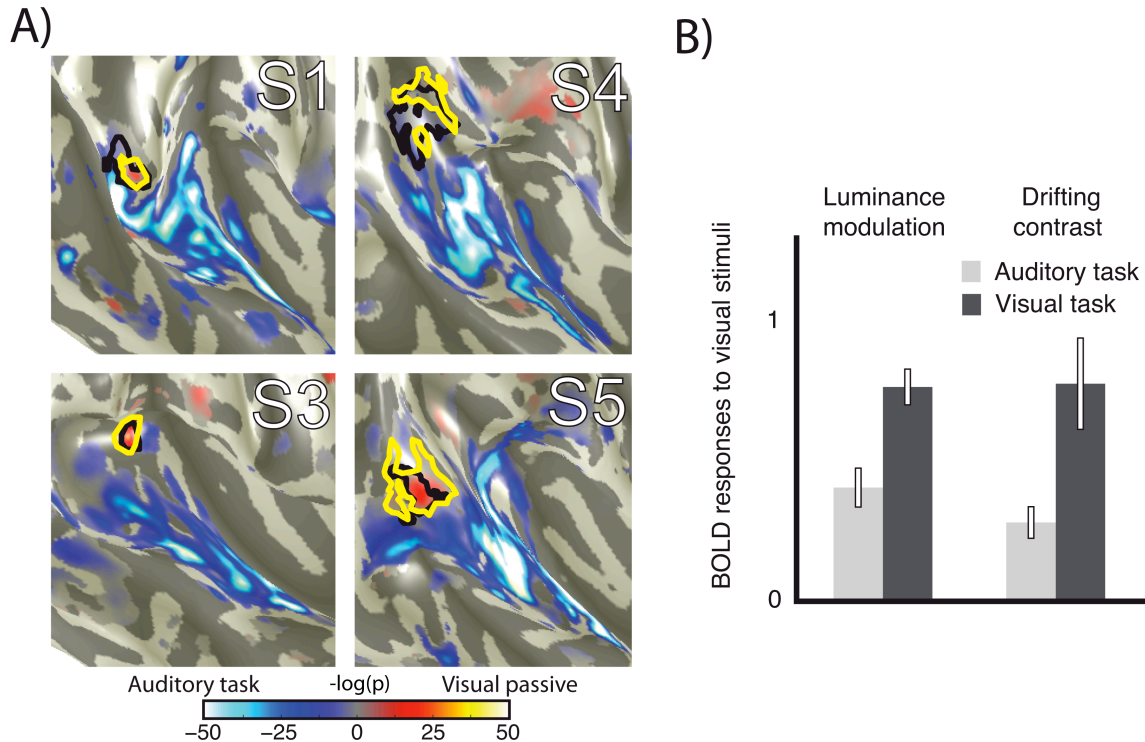 A)
S1
S4
S3
S5
Auditory task
-log(p)
Visual passive
−50
−25
0
25
50
B)
Luminance
modulation
Drifting
contrast
Auditory task
Visual task
BOLD responses to visual stimuli
1
0